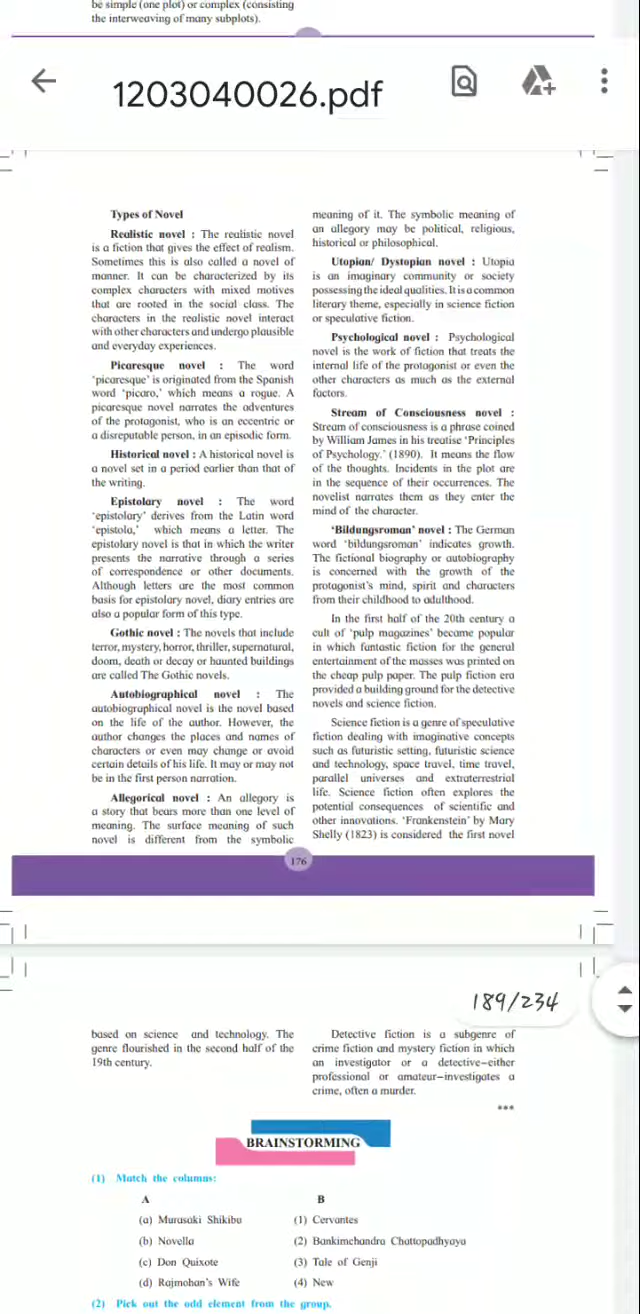 be simple (one plot) or complex (consisting
the interweaving of many subplots).
1203040026.pdf
Types of Novel
Realistic novel : The realistic novel
is a fiction that gives the effect of realism.
Sometimes this is also called a novel of
manner. It can be characterized by its
complex characters with mixed motives
that are rooted in the social class. The
characters in the realistic novel interact
with other characters and undergo plausible
and everyday experiences.
Picaresque novel : The word
'picaresque' is originated from the Spanish
word 'picaro,' which means a rogue. A
picaresque novel narrates the adventures
of the protagonist, who is an eccentric or
a disreputable person, in an episodic form.
Historical novel : A historical novel is
a novel set in a period earlier than that of
the writing.
Epistolary novel : The word
'epistolary' derives from the Latin word
'epistola,' which means a letter. The
epistolary novel is that in which the writer
presents the narrative through a series
of correspondence or other documents.
Although letters are the most common
basis for epistolary novel, diary entries are
also a popular form of this type.
Gothic novel : The novels that include
terror, mystery, horror, thriller, supernatural,
doom, death or decay or haunted buildings
are called The Gothic novels.
Autobiographical novel : The
autobiographical novel is the novel based
on the life of the author. However, the
author changes the places and names of
characters or even may change or avoid
certain details of his life. It may or may not
be in the first person narration.
Allegorical novel : An allegory is
a story that bears more than one level of
meaning. The surface meaning of such
novel is different from the symbolic
meaning of it. The symbolic meaning of
an allegory may be political, religious,
historical or philosophical.
Utopian/ Dystopian novel : Utopia
is an imaginary community or society
possessing the ideal qualities. It is a common
literary theme, especially in science fiction
or speculative fiction.
Psychological novel : Psychological
novel is the work of fiction that treats the
internal life of the protagonist or even the
other characters as much as the external
factors.
Stream of Consciousness novel :
Stream of consciousness is a phrase coined
by William James in his treatise 'Principles
of Psychology.' (1890). It means the flow
of the thoughts. Incidents in the plot are
in the sequence of their occurrences. The
novelist narrates them as they enter the
mind of the character.
'Bildungsroman' novel : The German
word 'bildungsroman' indicates growth.
The fictional biography or autobiography
is concerned with the growth of the
protagonist's mind, spirit and characters
from their childhood to adulthood.
In the first half of the 20th century a
cult of 'pulp magazines' became popular
in which fantastic fiction for the general
entertainment of the masses was printed on
the cheap pulp paper. The pulp fiction era
provided a building ground for the detective
novels and science fiction.
Science fiction is a genre of speculative
fiction dealing with imaginative concepts
such as futuristic setting, futuristic science
and technology, space travel, time travel,
parallel universes and extraterrestrial
life. Science fiction often explores the
potential consequences of scientific and
other innovations. 'Frankenstein' by Mary
Shelly (1823) is considered the first novel
176
189/234
based on science and technology. The
genre flourished in the second half of the
19th century.
Detective fiction is a subgenre of
crime fiction and mystery fiction in which
an investigator or a detective–either
professional or amateur–investigates a
crime, often a murder.
***
BRAINSTORMING
(1) Match the columns:
A B
(a) Murasaki Shikibu (1) Cervantes
(b) Novella (2) Bankimchandra Chattopadhyaya
(c) Don Quixote (3) Tale of Genji
(d) Rajmohan's Wife (4) New
(2) Pick out the odd element from the group.